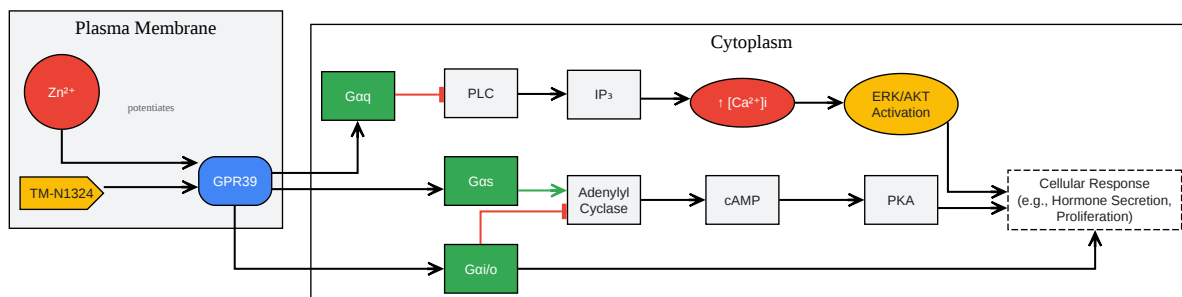 Plasma Membrane
Cytoplasm
Zn²⁺
potentiates
TM-N1324
GPR39
Gαq
PLC
IP₃
↑ [Ca²⁺]i
ERK/AKT
Activation
Gαs
Adenylyl
Cyclase
cAMP
PKA
Cellular Response
(e.g., Hormone Secretion,
Proliferation)
Gαi/o